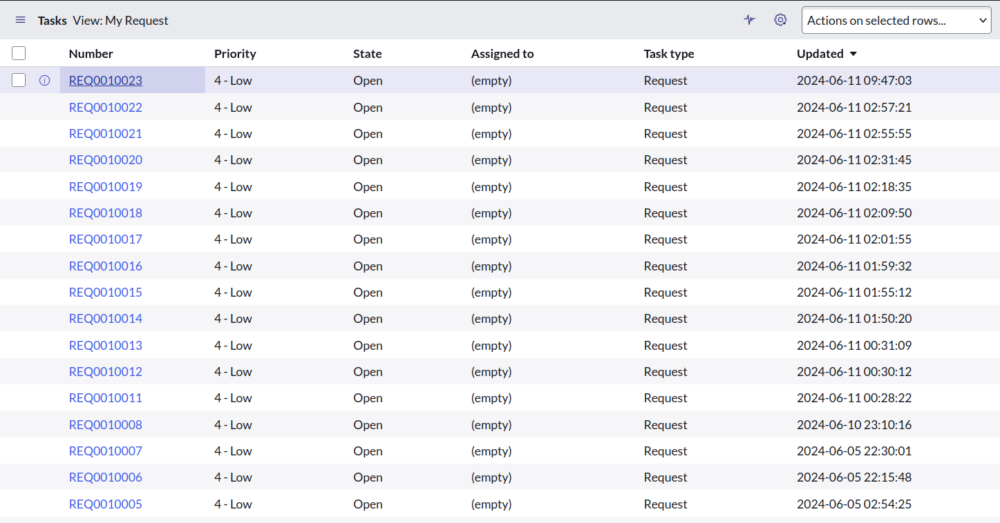 Tasks View: My Request Actions on selected rows...
Number Priority State Assigned to Task type Updated
REQ0010023 4 - Low Open (empty) Request 2024-06-11 09:47:03
REQ0010022 4 - Low Open (empty) Request 2024-06-11 02:57:21
REQ0010021 4 - Low Open (empty) Request 2024-06-11 02:55:55
REQ0010020 4 - Low Open (empty) Request 2024-06-11 02:31:45
REQ0010019 4 - Low Open (empty) Request 2024-06-11 02:18:35
REQ0010018 4 - Low Open (empty) Request 2024-06-11 02:09:50
REQ0010017 4 - Low Open (empty) Request 2024-06-11 02:01:55
REQ0010016 4 - Low Open (empty) Request 2024-06-11 01:59:32
REQ0010015 4 - Low Open (empty) Request 2024-06-11 01:55:12
REQ0010014 4 - Low Open (empty) Request 2024-06-11 01:50:20
REQ0010013 4 - Low Open (empty) Request 2024-06-11 00:31:09
REQ0010012 4 - Low Open (empty) Request 2024-06-11 00:30:12
REQ0010011 4 - Low Open (empty) Request 2024-06-11 00:28:22
REQ0010008 4 - Low Open (empty) Request 2024-06-10 23:10:16
REQ0010007 4 - Low Open (empty) Request 2024-06-05 22:30:01
REQ0010006 4 - Low Open (empty) Request 2024-06-05 22:15:48
REQ0010005 4 - Low Open (empty) Request 2024-06-05 02:54:25